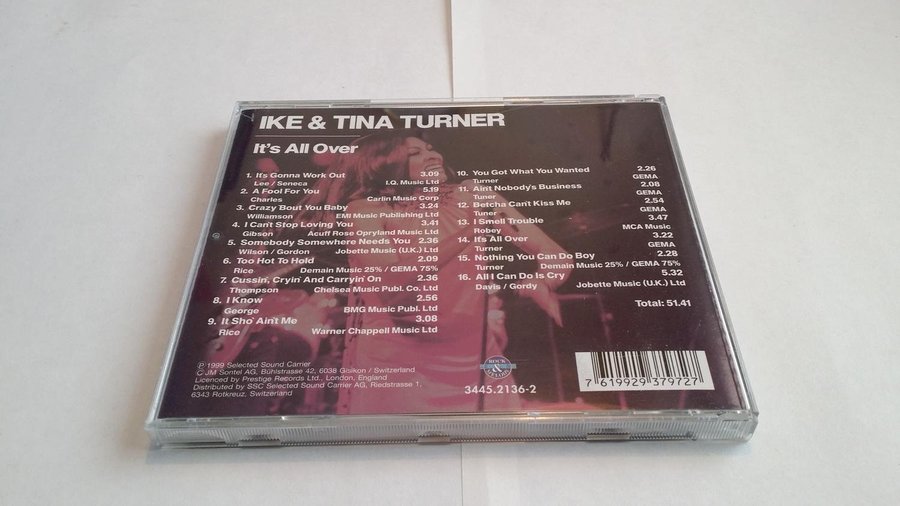 IKE & TINA TURNER
It's All Over
1. It's Gonna Work Out 3.09
Lee / Seneca I.Q. Music Ltd
2. A Fool For You 5.19
Charles Carlin Music Corp
3. Crazy 'Bout You Baby 3.24
Williamson EMI Music Publishing Ltd
4. I Can't Stop Loving You 3.41
Gibson Acuff Rose Opryland Music Ltd
5. Somebody Somewhere Needs You 2.36
Wilson / Gordon Jobette Music (U.K.) Ltd
6. Too Hot To Hold 2.09
Rice Demain Music 25% / GEMA 75%
7. Cussin', Cryin' And Carryin' On 2.36
Thompson Chelsea Music Publ. Co. Ltd
8. I Know 2.56
George BMG Music Publ. Ltd
9. It Sho' Ain't Me 3.08
Rice Warner Chappell Music Ltd
10. You Got What You Wanted 2.26
Turner GEMA
11. Ain't Nobody's Business 2.08
Tuner GEMA
12. Betcha Can't Kiss Me 2.54
Tuner GEMA
13. I Smell Trouble 3.47
Robey MCA Music
14. It's All Over 3.22
Turner GEMA
15. Nothing You Can Do Boy 2.28
Turner Demain Music 25% / GEMA 75%
16. All I Can Do Is Cry 5.32
Davis / Gordy Jobette Music (U.K.) Ltd
Total: 51.41
℗ 1999 Selected Sound Carrier
© JM Sontel AG, Bühlstrasse 42, 6038 Gisikon / Switzerland
Licenced by Prestige Records Ltd., London, England
Distributed by SSC Selected Sound Carrier AG, Riedstrasse 1,
6343 Rotkreuz, Switzerland
3445.2136-2
7 619929 379727